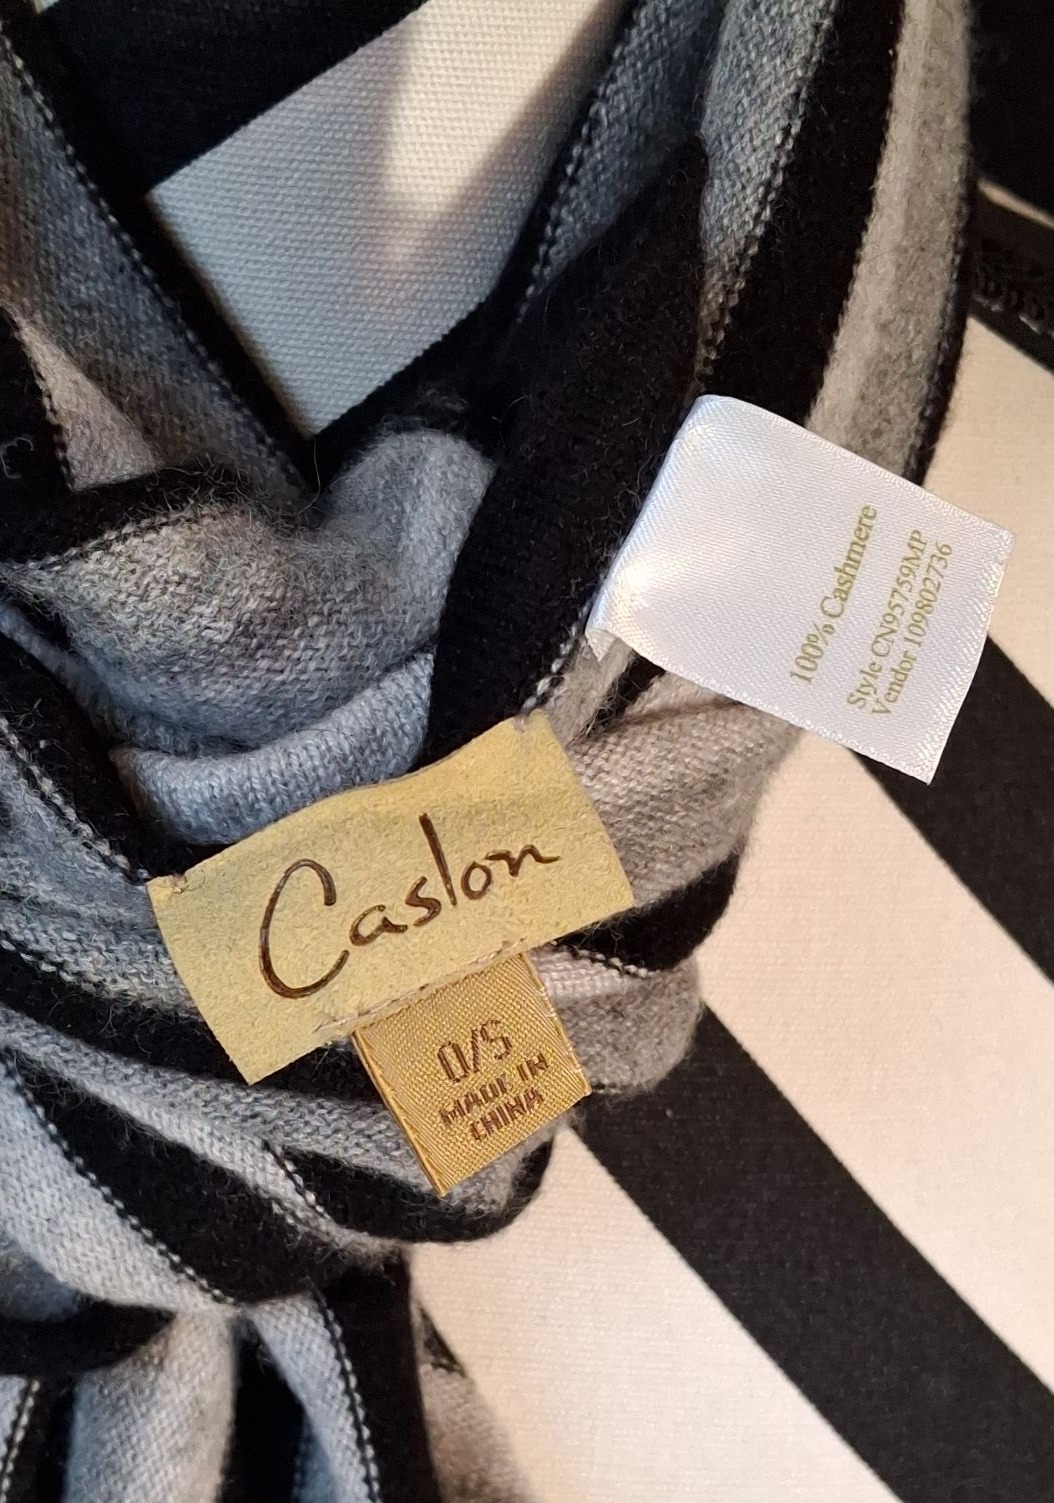 100% Cashmere
Style CN95759MP
Vendor 109802736
Caslon
O/S
MADE IN
CHINA